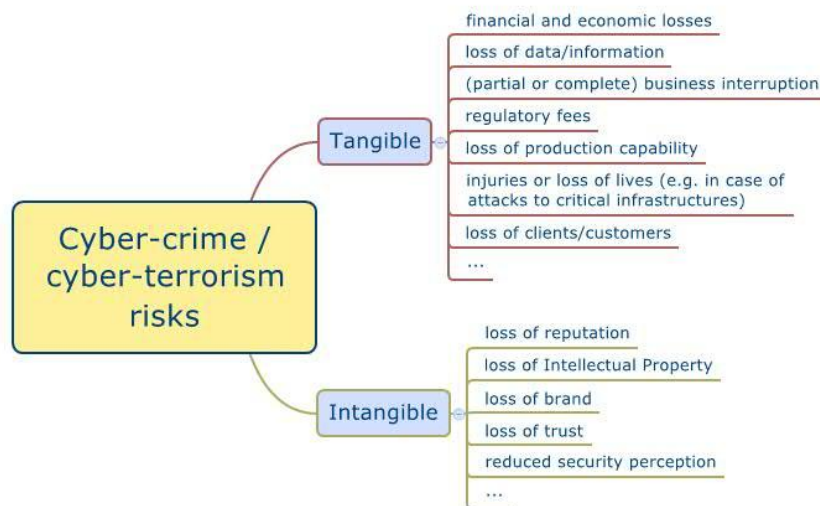 Cyber-crime /
cyber-terrorism
risks
Tangible
financial and economic losses
loss of data/information
(partial or complete) business interruption
regulatory fees
loss of production capability
injuries or loss of lives (e.g. in case of
attacks to critical infrastructures)
loss of clients/customers
...
Intangible
loss of reputation
loss of Intellectual Property
loss of brand
loss of trust
reduced security perception
...